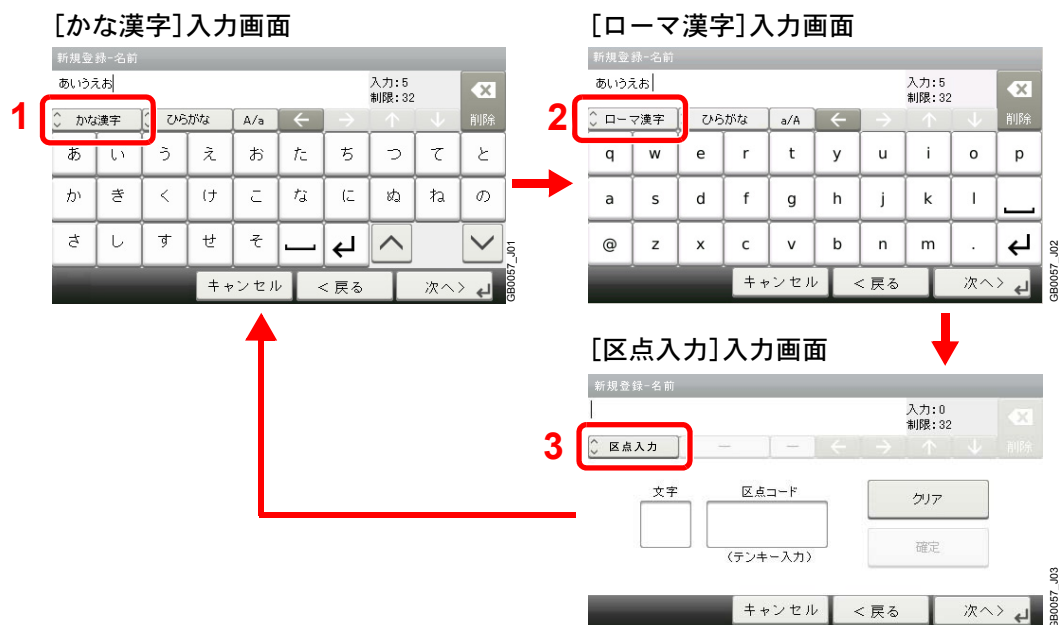 [かな漢字]入力画面
新規登録-名前
あいうえお
入力:5
制限:32
1
かな漢字 ひらがな A/a ← → ↑ ↓ 削除
あ い う え お た ち つ て と
か き く け こ な に ぬ ね の
さ し す せ そ
キャンセル <戻る 次へ>
GB0057_J01
[ローマ漢字]入力画面
新規登録-名前
あいうえお
入力:5
制限:32
2
ローマ漢字 ひらがな a/A ← → ↑ ↓ 削除
q w e r t y u i o p
a s d f g h j k l
@ z x c v b n m .
キャンセル <戻る 次へ>
GB0057_J02
[区点入力]入力画面
新規登録-名前
入力:0
制限:32
3
区点入力 ー ー ← → ↑ ↓ 削除
文字 区点コード
クリア
確定
(テンキー入力)
キャンセル <戻る 次へ>
GB0057_J03